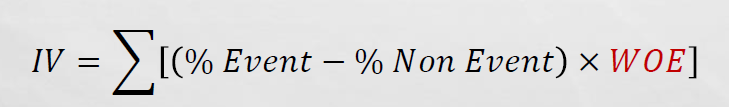 IV = ∑[(% Event − % Non Event) × WOE]